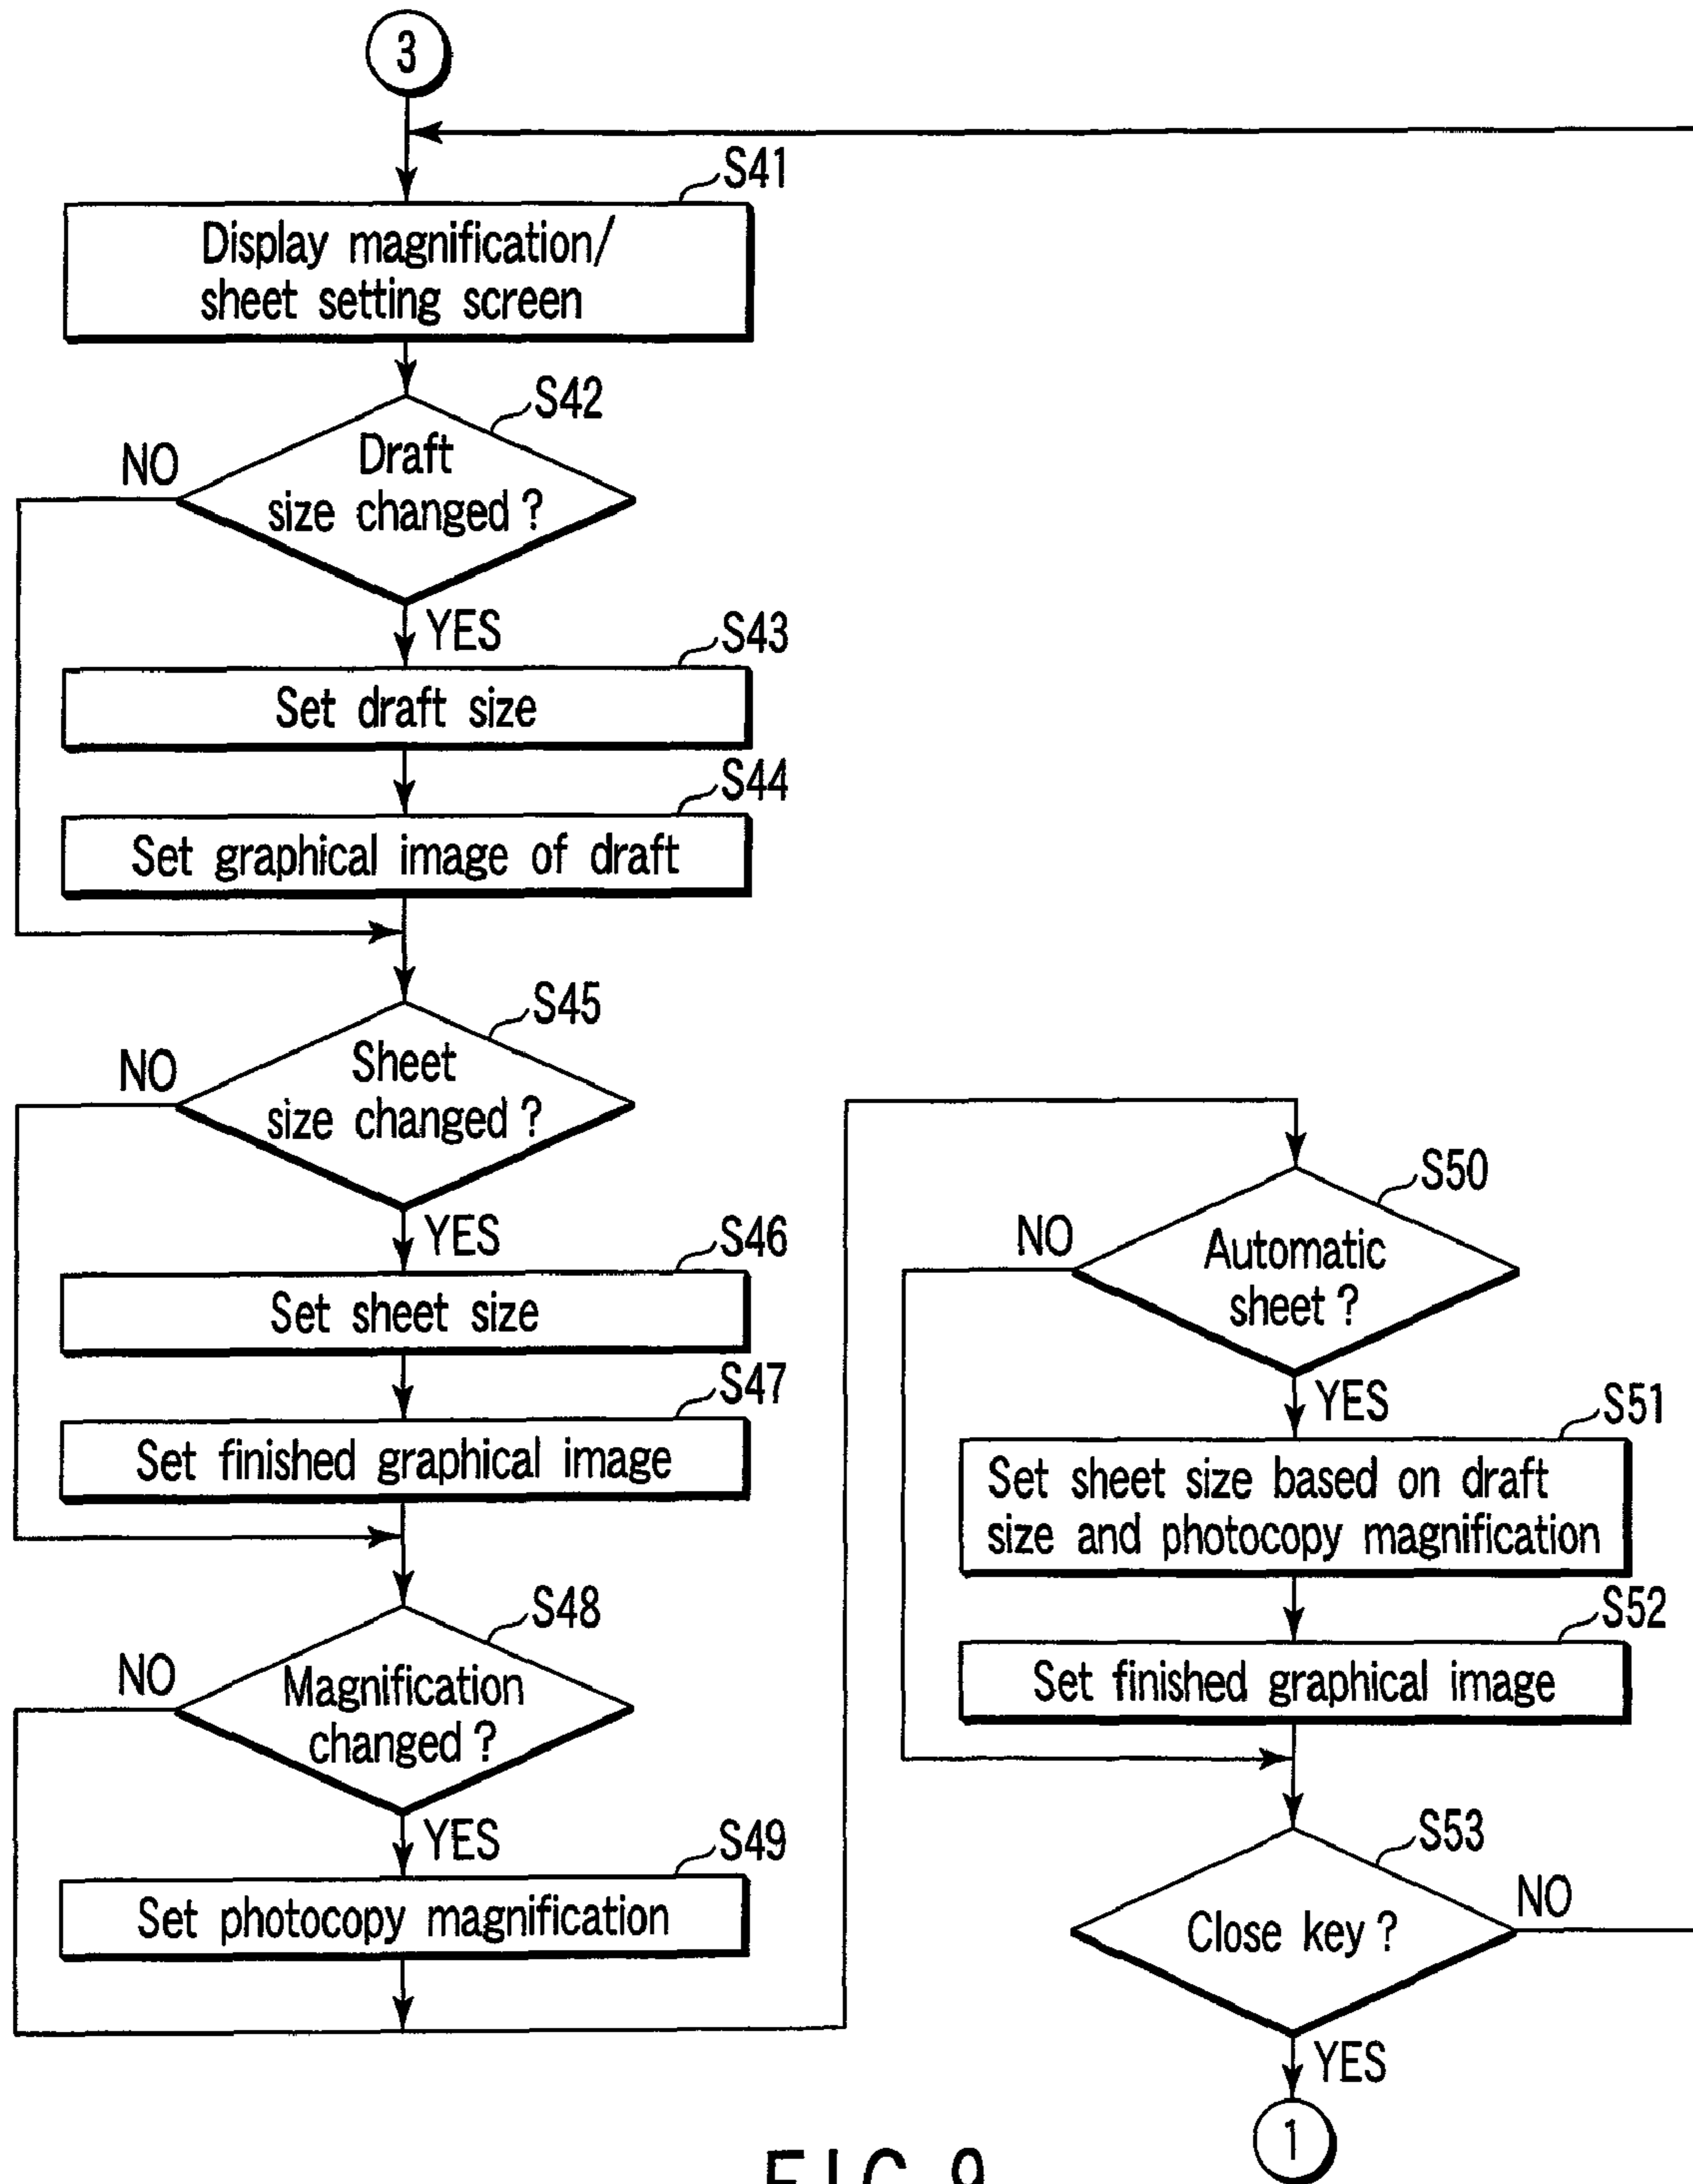 3
S41
Display magnification/
sheet setting screen
S42
NO
Draft
size changed ?
YES
S43
Set draft size
S44
Set graphical image of draft
S45
NO
Sheet
size changed ?
YES
S46
Set sheet size
S47
Set finished graphical image
S48
NO
Magnification
changed ?
YES
S49
Set photocopy magnification
S50
NO
Automatic
sheet ?
YES
S51
Set sheet size based on draft
size and photocopy magnification
S52
Set finished graphical image
S53
NO
Close key ?
YES
1
FIG. 9